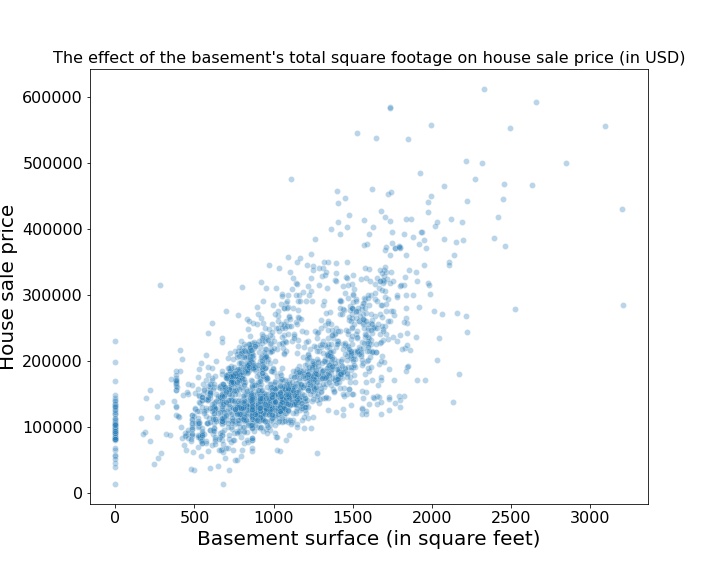 The effect of the basement's total square footage on house sale price (in USD)
House sale price
600000
500000
400000
300000
200000
100000
0
0 500 1000 1500 2000 2500 3000
Basement surface (in square feet)